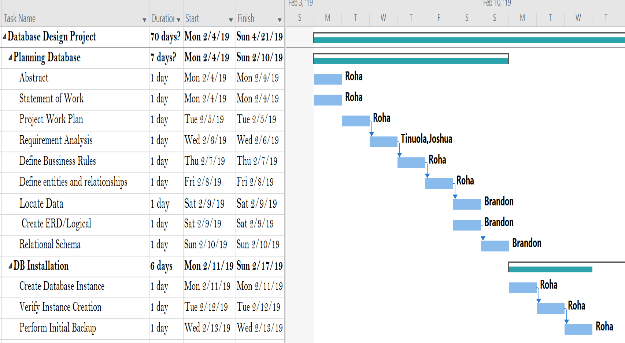 Feb 3, '19 Feb 10, '19
Task Name Duration Start Finish S M T W T F S S M T W T
Database Design Project 70 days? Mon 2/4/19 Sun 4/21/19
Planning Database 7 days? Mon 2/4/19 Sun 2/10/19
Abstract 1 day Mon 2/4/19 Mon 2/4/19 Roha
Statement of Work 1 day Mon 2/4/19 Mon 2/4/19 Roha
Project Work Plan 1 day Tue 2/5/19 Tue 2/5/19 Roha
Requirement Analysis 1 day Wed 2/6/19 Wed 2/6/19 Tinuola,Joshua
Define Bussiness Rules 1 day Thu 2/7/19 Thu 2/7/19 Roha
Define entities and relationships 1 day Fri 2/8/19 Fri 2/8/19 Roha
Locate Data 1 day Sat 2/9/19 Sat 2/9/19 Brandon
Create ERD/Logical 1 day Sat 2/9/19 Sat 2/9/19 Brandon
Relational Schema 1 day Sun 2/10/19 Sun 2/10/19 Brandon
DB Installation 6 days Mon 2/11/19 Sun 2/17/19
Create Database Instance 1 day Mon 2/11/19 Mon 2/11/19 Roha
Verify Instance Creation 1 day Tue 2/12/19 Tue 2/12/19 Roha
Perform Initial Backup 1 day Wed 2/13/19 Wed 2/13/19 Roha